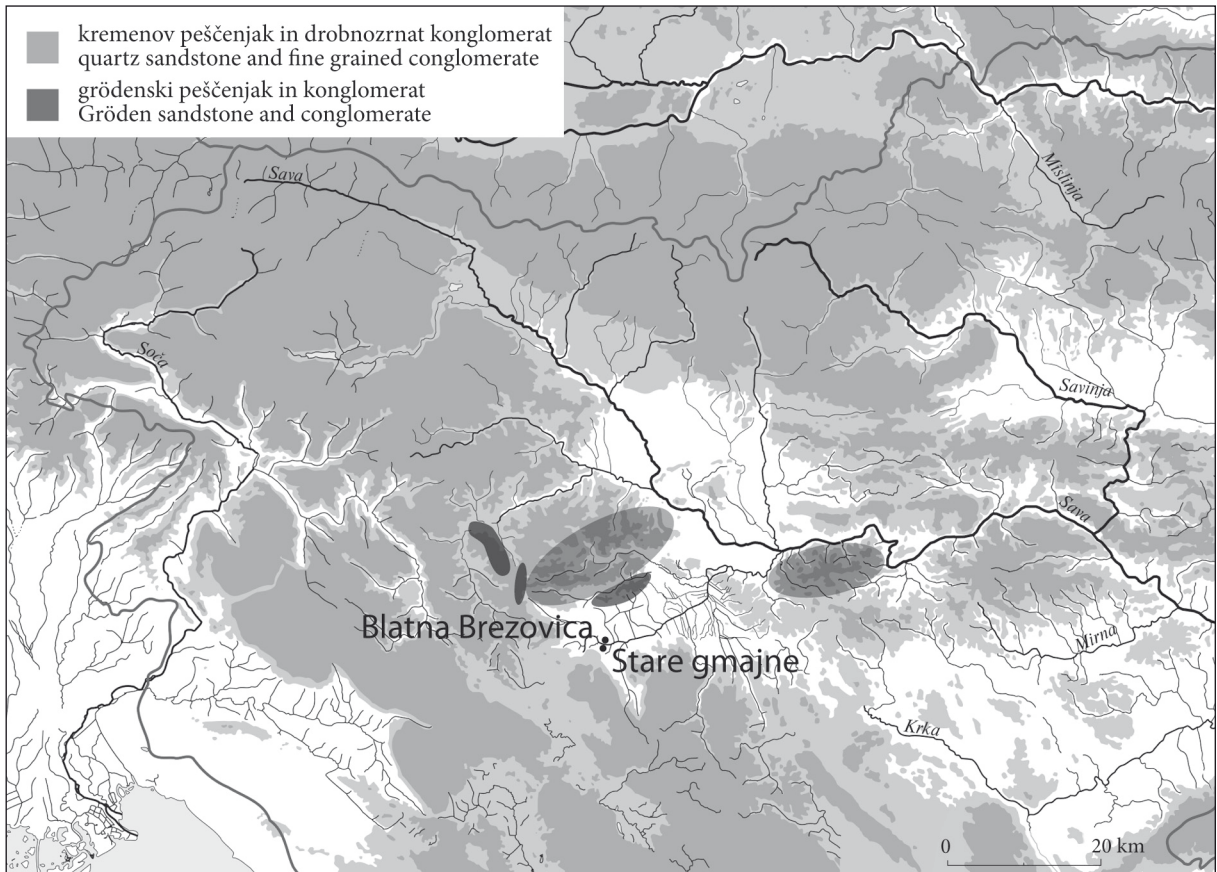 kremenov peščenjak in drobnozrnat konglomerat
quartz sandstone and fine grained conglomerate
grödenski peščenjak in konglomerat
Gröden sandstone and conglomerate
Sava
Mislinja
Soča
Savinja
Sava
Blatna Brezovica
Stare gmajne
Mirna
Krka
0 20 km